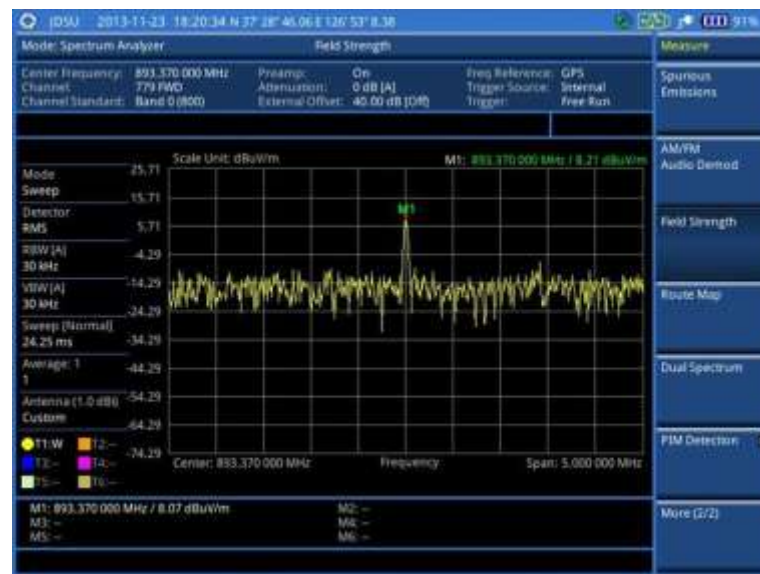 JDSU 2013-11-23 18:20:34 N 37° 28' 46.06 E 126° 53' 8.38 91%
Mode: Spectrum Analyzer Field Strength Measure
Center Frequency: 893.370 000 MHz Preamp: On Freq Reference: GPS
Channel: 779 FWD Attenuation: 0 dB [A] Trigger Source: Internal
Channel Standard: Band 0 (800) External Offset: 40.00 dB [Off] Trigger: Free Run
Spurious
Emissions
AM/FM
Audio Demod
Field Strength
Route Map
Dual Spectrum
PIM Detection
More (2/2)
Scale Unit: dBuV/m M1: 893.370 000 MHz / 8.21 dBuV/m
Mode
Sweep
Detector
RMS
RBW [A]
30 kHz
VBW [A]
30 kHz
Sweep [Normal]
24.25 ms
Average: 1
1
Antenna (1.0 dBi)
Custom
T1:W T2:--
T3:-- T4:--
T5:-- T6:--
25.71
15.71
5.71
-4.29
-14.29
-24.29
-34.29
-44.29
-54.29
-64.29
-74.29
M1
Center: 893.370 000 MHz Frequency Span: 5.000 000 MHz
M1: 893.370 000 MHz / 8.07 dBuV/m M2: --
M3: -- M4: --
M5: -- M6: --